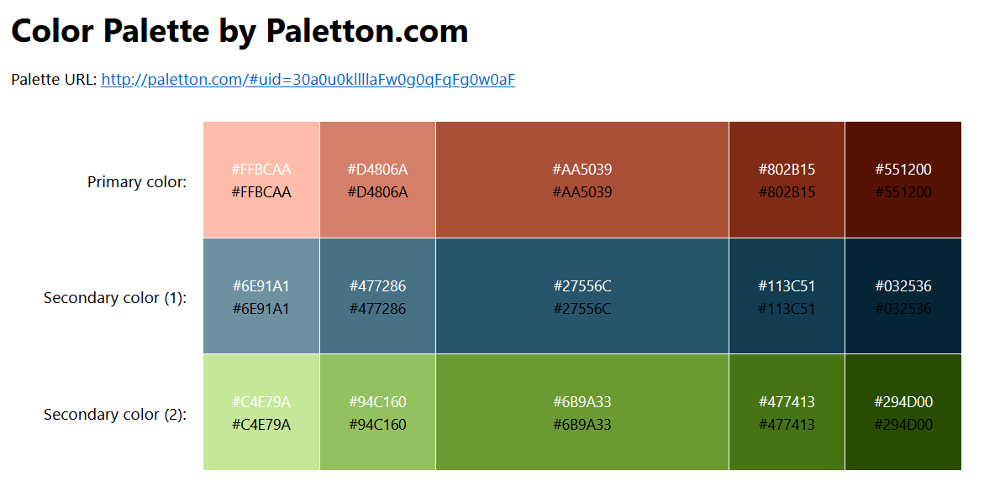 Color Palette by Paletton.com
Palette URL: http://paletton.com/#uid=30a0u0kllllaFw0g0qFqFg0w0aF
Primary color:
#FFBCAA #D4806A #AA5039 #802B15 #551200
#FFBCAA #D4806A #AA5039 #802B15 #551200
Secondary color (1):
#6E91A1 #477286 #27556C #113C51 #032536
#6E91A1 #477286 #27556C #113C51 #032536
Secondary color (2):
#C4E79A #94C160 #6B9A33 #477413 #294D00
#C4E79A #94C160 #6B9A33 #477413 #294D00